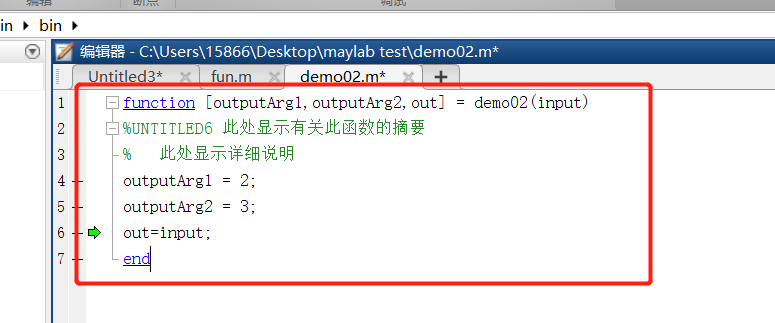 断点
调试
in ▸ bin ▸
编辑器 - C:\Users\15866\Desktop\maylab test\demo02.m*
Untitled3* × fun.m × demo02.m* × +
1 function [outputArg1,outputArg2,out] = demo02(input)
2 %UNTITLED6 此处显示有关此函数的摘要
3 % 此处显示详细说明
4 outputArg1 = 2;
5 outputArg2 = 3;
6 out=input;
7 end